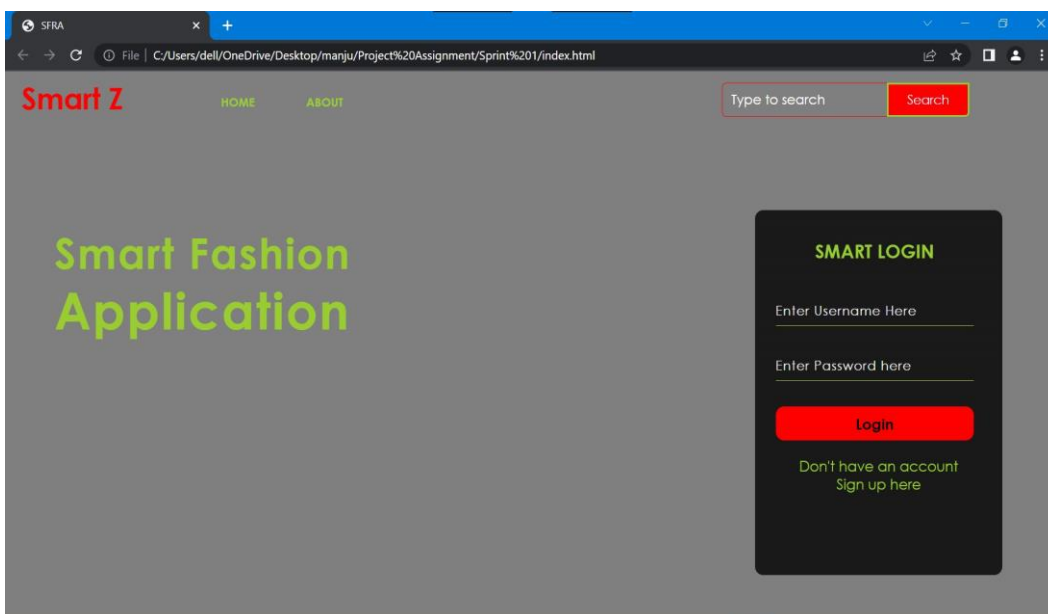 SFRA
File | C:/Users/dell/OneDrive/Desktop/manju/Project%20Assignment/Sprint%201/index.html
Smart Z
HOME
ABOUT
Type to search
Search
Smart Fashion
Application
SMART LOGIN
Enter Username Here
Enter Password here
Login
Don't have an account
Sign up here